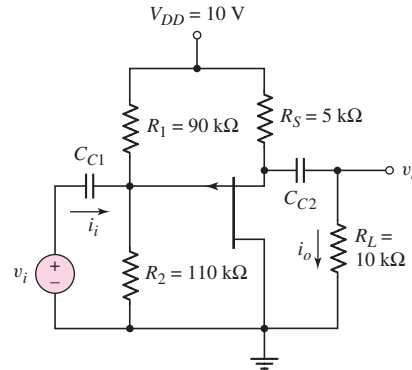 V_DD = 10 V
R_1 = 90 kΩ
R_S = 5 kΩ
C_C1
C_C2
i_i
R_2 = 110 kΩ
i_o
R_L =
10 kΩ
v_i
+
−